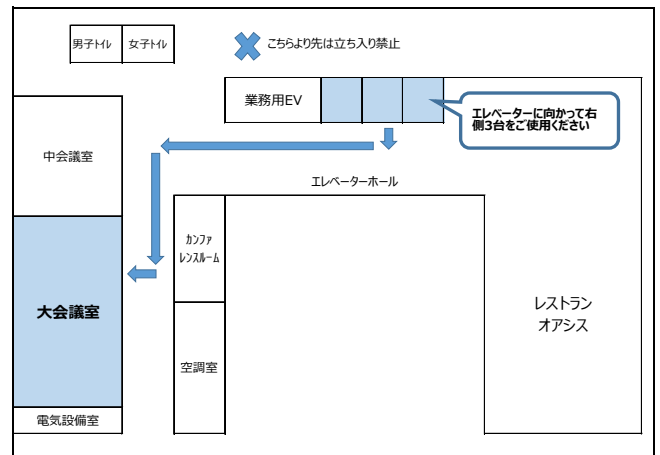 男子トイレ
女子トイレ
こちらより先は立ち入り禁止
業務用EV
エレベーターに向かって右
側3台をご使用ください
中会議室
エレベーターホール
カンファ
レンスルーム
大会議室
レストラン
オアシス
空調室
電気設備室